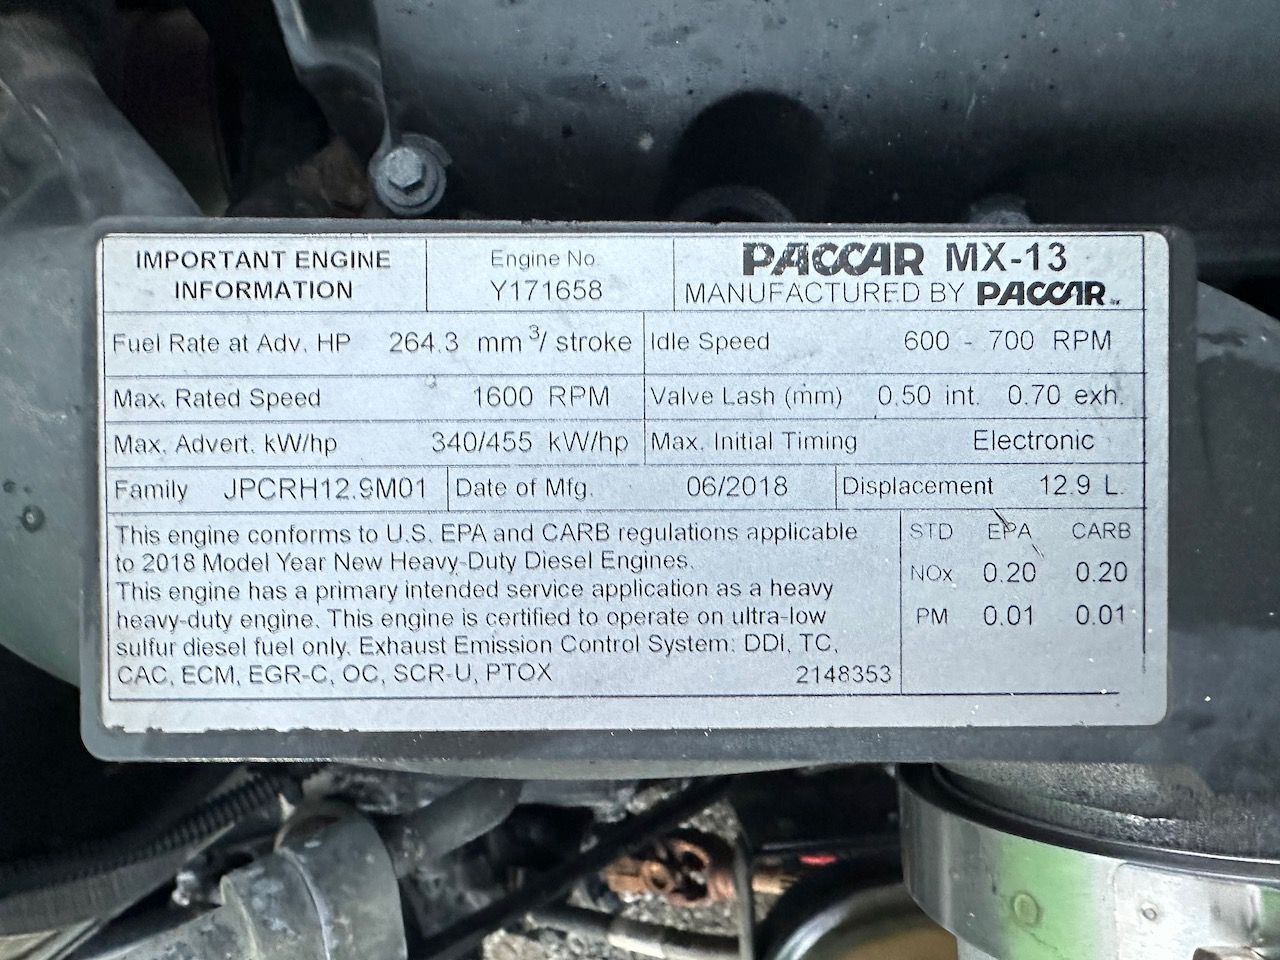 IMPORTANT ENGINE
INFORMATION
Engine No.
Y171658
PACCAR MX-13
MANUFACTURED BY PACCAR
Fuel Rate at Adv. HP 264.3 mm³/ stroke
Idle Speed 600 - 700 RPM
Max. Rated Speed 1600 RPM
Valve Lash (mm) 0.50 int. 0.70 exh.
Max. Advert. kW/hp 340/455 kW/hp
Max. Initial Timing Electronic
Family JPCRH12.9M01
Date of Mfg. 06/2018
Displacement 12.9 L.
This engine conforms to U.S. EPA and CARB regulations applicable
to 2018 Model Year New Heavy-Duty Diesel Engines.
This engine has a primary intended service application as a heavy
heavy-duty engine. This engine is certified to operate on ultra-low
sulfur diesel fuel only. Exhaust Emission Control System: DDI, TC,
CAC, ECM, EGR-C, OC, SCR-U, PTOX 2148353
STD EPA CARB
NOx 0.20 0.20
PM 0.01 0.01